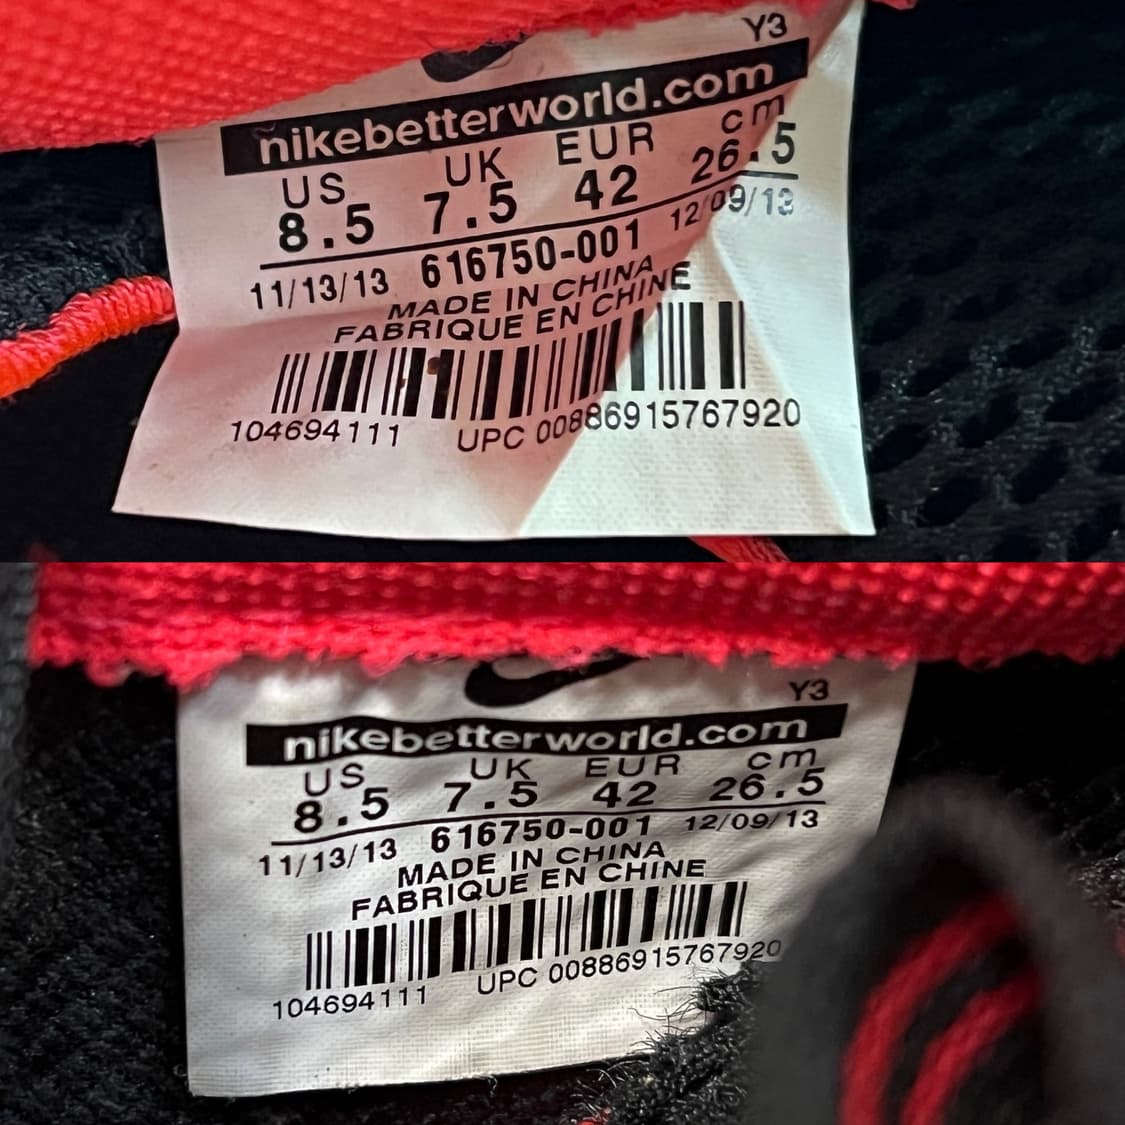 Y3
nikebetterworld.com
US UK EUR cm
8.5 7.5 42 26.5
11/13/13 616750-001 12/09/13
MADE IN CHINA
FABRIQUE EN CHINE
104694111 UPC 00886915767920
Y3
nikebetterworld.com
US UK EUR cm
8.5 7.5 42 26.5
11/13/13 616750-001 12/09/13
MADE IN CHINA
FABRIQUE EN CHINE
104694111 UPC 00886915767920